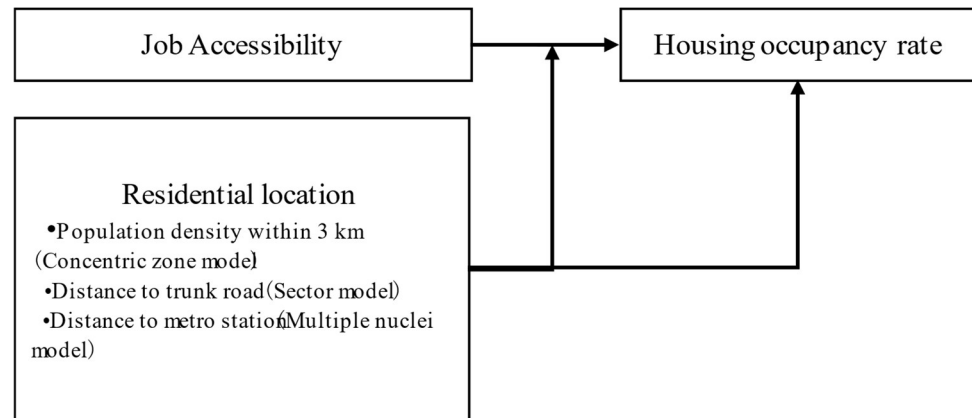 Job Accessibility
Housing occupancy rate
Residential location
•Population density within 3 km
(Concentric zone model)
•Distance to trunk road(Sector model)
•Distance to metro station(Multiple nuclei
model)